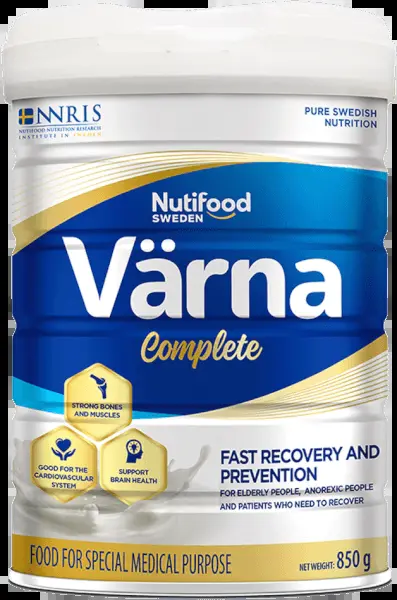 NNRIS
NUTIFOOD NUTRITION RESEARCH
INSTITUTE IN SWEDEN
PURE SWEDISH
NUTRITION
Nutifood
SWEDEN
Värna
Complete
STRONG BONES
AND MUSCLES
GOOD FOR THE
CARDIOVASCULAR
SYSTEM
SUPPORT
BRAIN HEALTH
FAST RECOVERY AND
PREVENTION
FOR ELDERLY PEOPLE, ANOREXIC PEOPLE
AND PATIENTS WHO NEED TO RECOVER
FOOD FOR SPECIAL MEDICAL PURPOSE
NET WEIGHT: 850 g